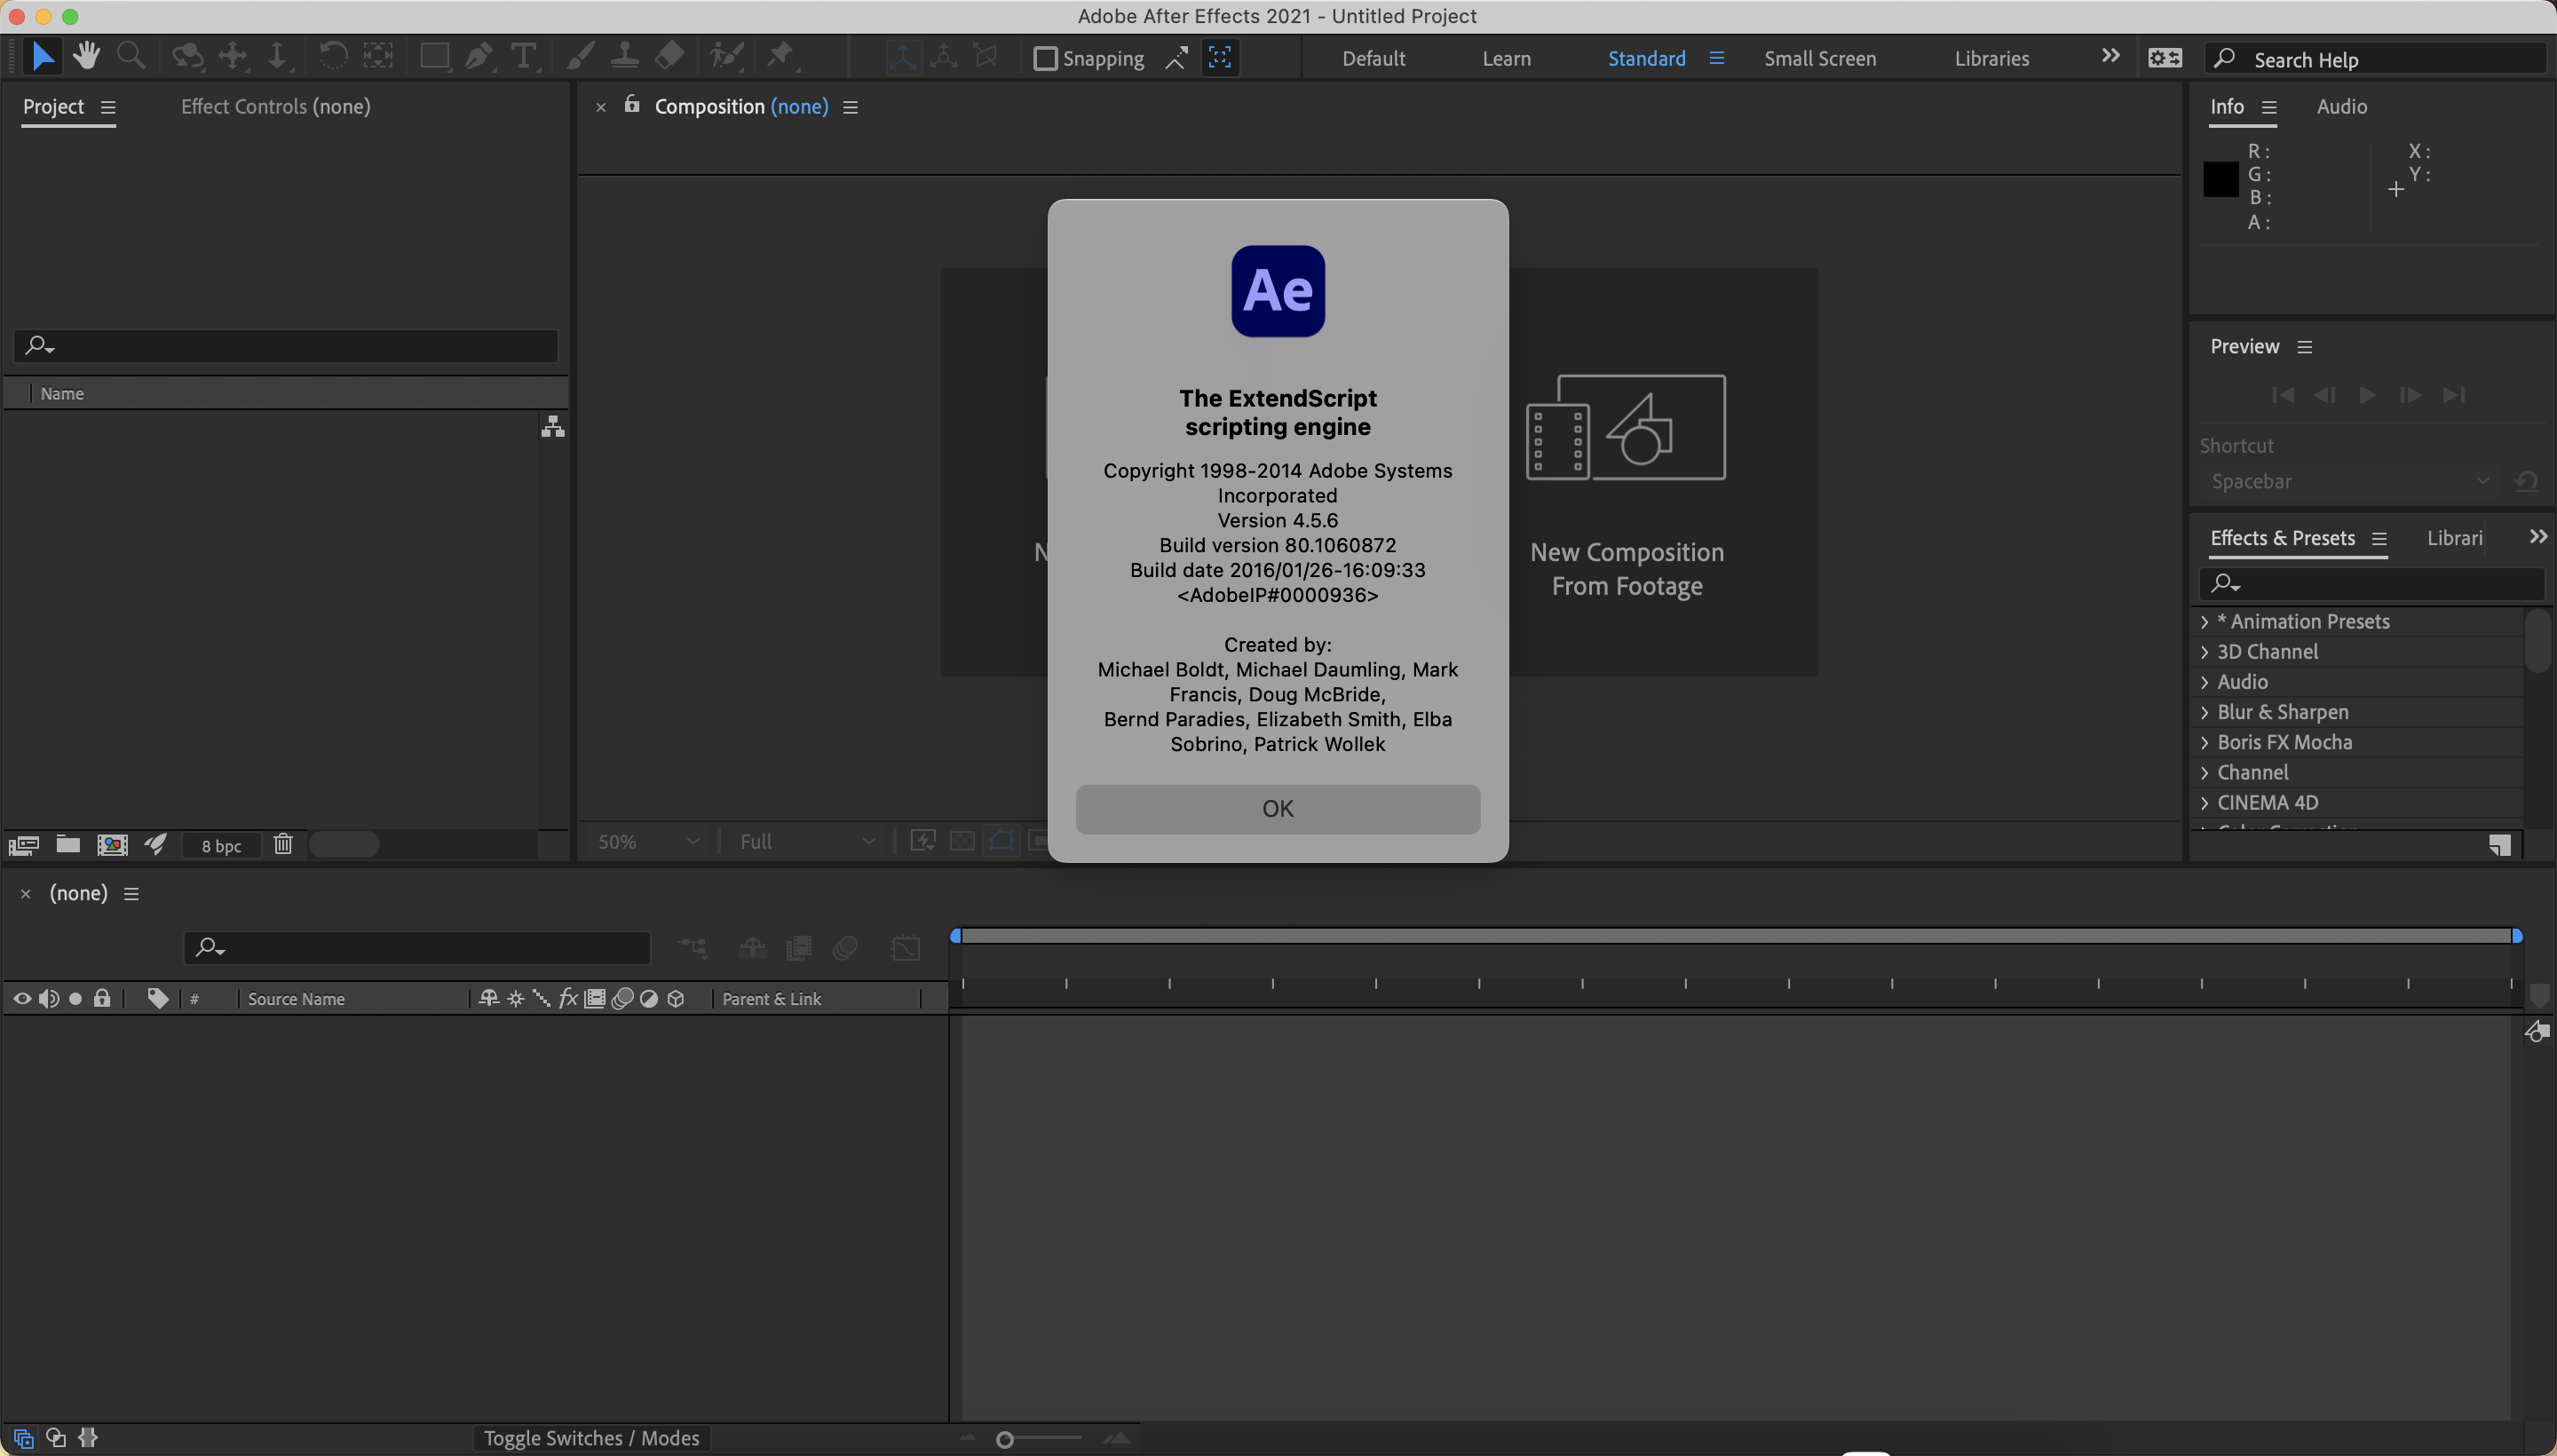 Adobe After Effects 2021 - Untitled Project
Snapping
Default
Learn
Standard
Small Screen
Libraries
Search Help
Project
Effect Controls (none)
Composition (none)
Info
Audio
R :
G :
B :
A :
X :
Y :
Name
8 bpc
Ae
The ExtendScript
scripting engine
Copyright 1998-2014 Adobe Systems
Incorporated
Version 4.5.6
Build version 80.1060872
Build date 2016/01/26-16:09:33
<AdobeIP#0000936>
Created by:
Michael Boldt, Michael Daumling, Mark
Francis, Doug McBride,
Bernd Paradies, Elizabeth Smith, Elba
Sobrino, Patrick Wollek
OK
N
New Composition
From Footage
50%
Full
Preview
Shortcut
Spacebar
Effects & Presets
Librari
* Animation Presets
3D Channel
Audio
Blur & Sharpen
Boris FX Mocha
Channel
CINEMA 4D
(none)
#
Source Name
fx
Parent & Link
Toggle Switches / Modes